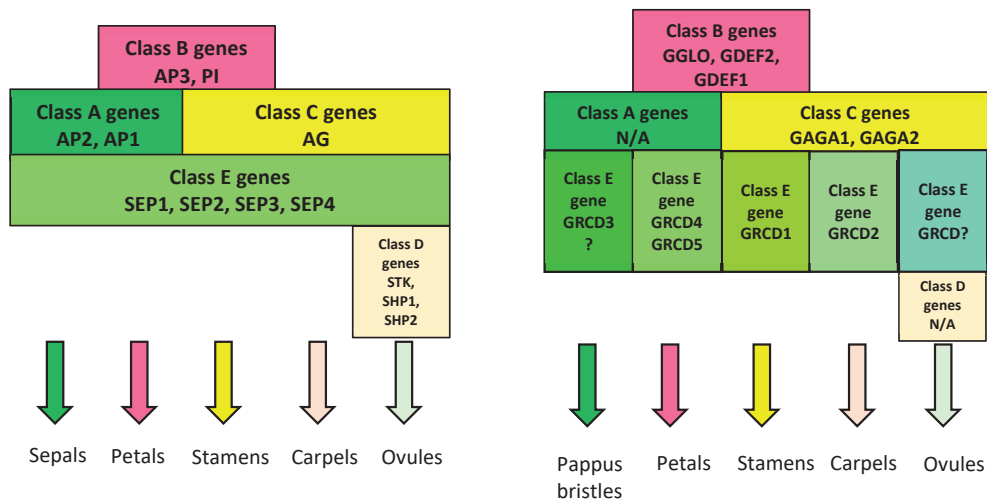 Class B genes
AP3, PI
Class A genes
AP2, AP1
Class C genes
AG
Class E genes
SEP1, SEP2, SEP3, SEP4
Class D
genes
STK,
SHP1,
SHP2
Sepals
Petals
Stamens
Carpels
Ovules
Class B genes
GGLO, GDEF2,
GDEF1
Class A genes
N/A
Class C genes
GAGA1, GAGA2
Class E
gene
GRCD3
?
Class E
gene
GRCD4
GRCD5
Class E
gene
GRCD1
Class E
gene
GRCD2
Class E
gene
GRCD?
Class D
genes
N/A
Pappus
bristles
Petals
Stamens
Carpels
Ovules